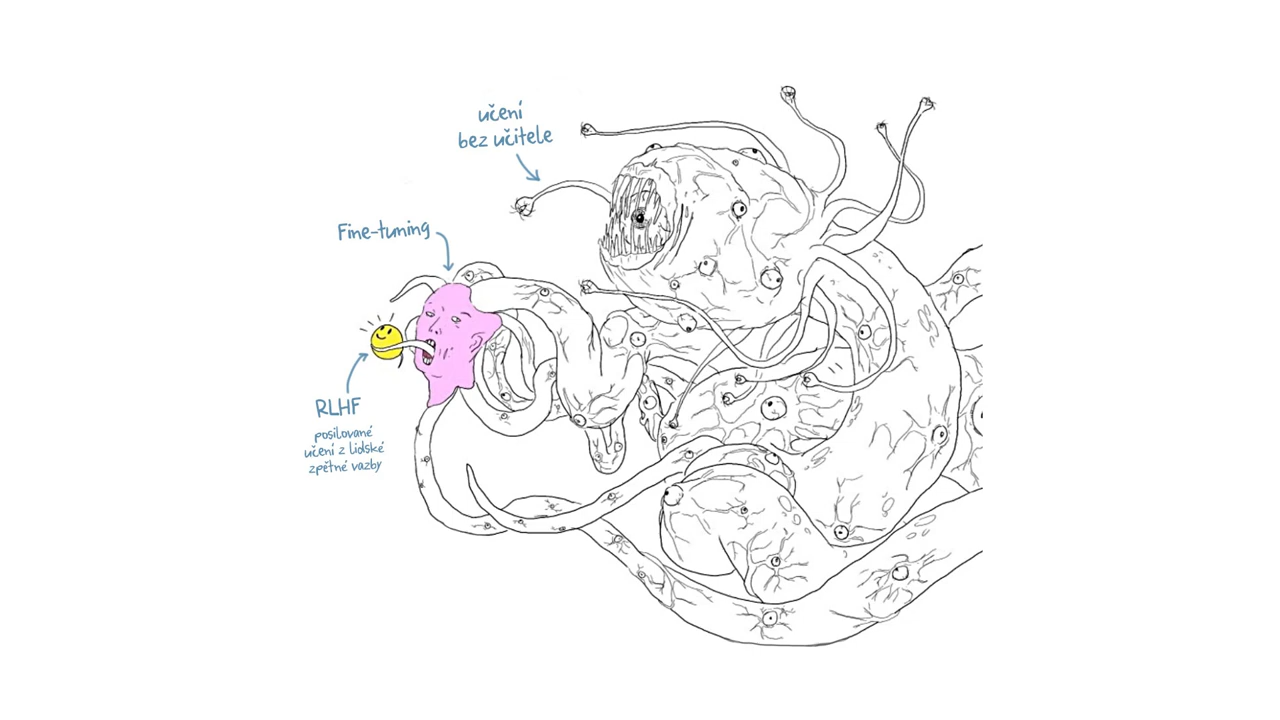 učení
bez učitele
Fine-tuning
RLHF
posilované
učení z lidské
zpětné vazby